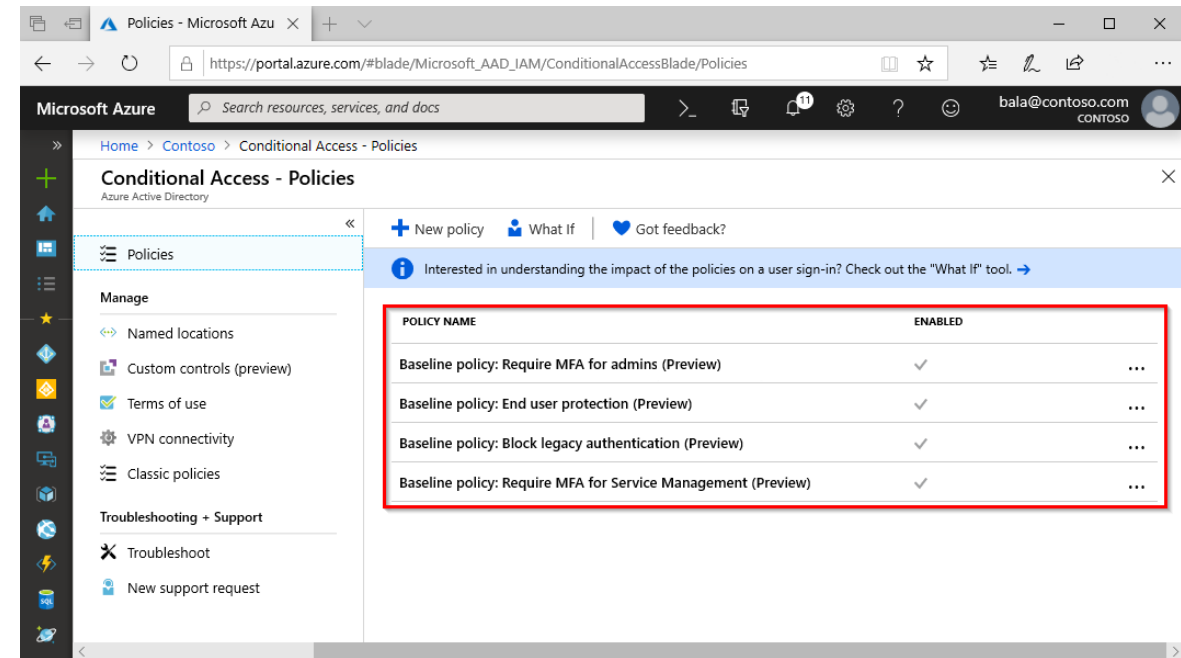 Policies - Microsoft Azu
https://portal.azure.com/#blade/Microsoft_AAD_IAM/ConditionalAccessBlade/Policies
Microsoft Azure
Search resources, services, and docs
11
bala@contoso.com
CONTOSO
Home > Contoso > Conditional Access - Policies
Conditional Access - Policies
Azure Active Directory
Policies
Manage
Named locations
Custom controls (preview)
Terms of use
VPN connectivity
Classic policies
Troubleshooting + Support
Troubleshoot
New support request
New policy What If Got feedback?
Interested in understanding the impact of the policies on a user sign-in? Check out the "What If" tool.
POLICY NAME ENABLED
Baseline policy: Require MFA for admins (Preview)
Baseline policy: End user protection (Preview)
Baseline policy: Block legacy authentication (Preview)
Baseline policy: Require MFA for Service Management (Preview)
SQL